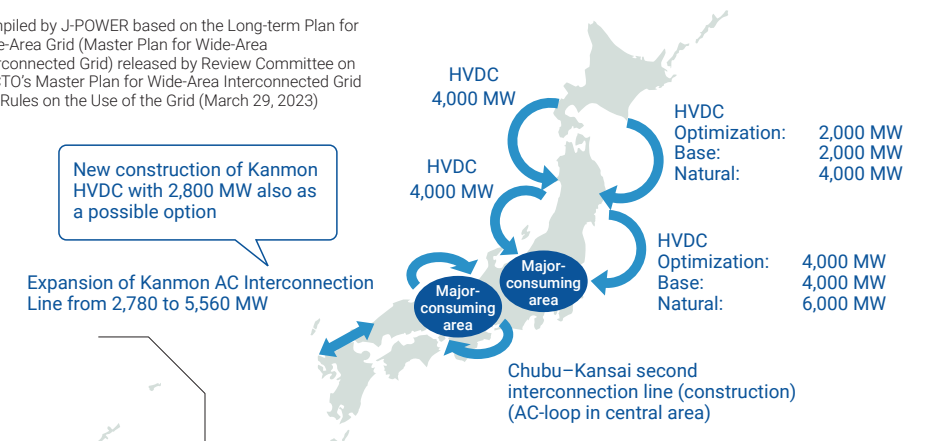 by J-POWER based on the Long-term Plan for
Grid (Master Plan for Wide-Area
Grid) released by Review Committee on
Master Plan for Wide-Area Interconnected Grid
Rules on the Use of the Grid (March 29, 2023)
HVDC
4,000 MW
HVDC
Optimization: 2,000 MW
Base: 2,000 MW
Natural: 4,000 MW
HVDC
4,000 MW
New construction of Kanmon
HVDC with 2,800 MW also as
a possible option
HVDC
Optimization: 4,000 MW
Base: 4,000 MW
Natural: 6,000 MW
Major-
consuming
area
Expansion of Kanmon AC Interconnection
Line from 2,780 to 5,560 MW
Major-
consuming
area
Chubu–Kansai second
interconnection line (construction)
(AC-loop in central area)